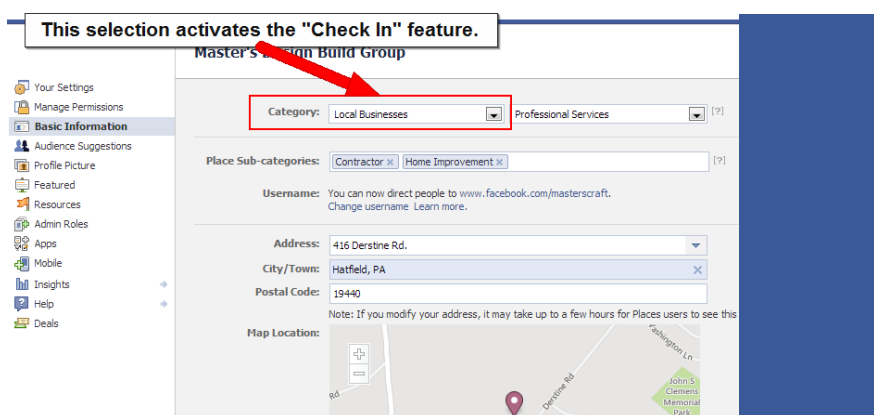 This selection activates the "Check In" feature.
Master's Design Build Group
Your Settings
Manage Permissions
Basic Information
Audience Suggestions
Profile Picture
Featured
Resources
Admin Roles
Apps
Mobile
Insights
Help
Deals
Category: Local Businesses Professional Services [?]
Place Sub-categories: Contractor × Home Improvement × [?]
Username: You can now direct people to www.facebook.com/masterscraft.
Change username Learn more.
Address: 416 Derstine Rd.
City/Town: Hatfield, PA
Postal Code: 19440
Note: If you modify your address, it may take up to a few hours for Places users to see this
Map Location:
Washington Ln
Rd
Derstine Rd
John S
Clemens
Memorial
Park